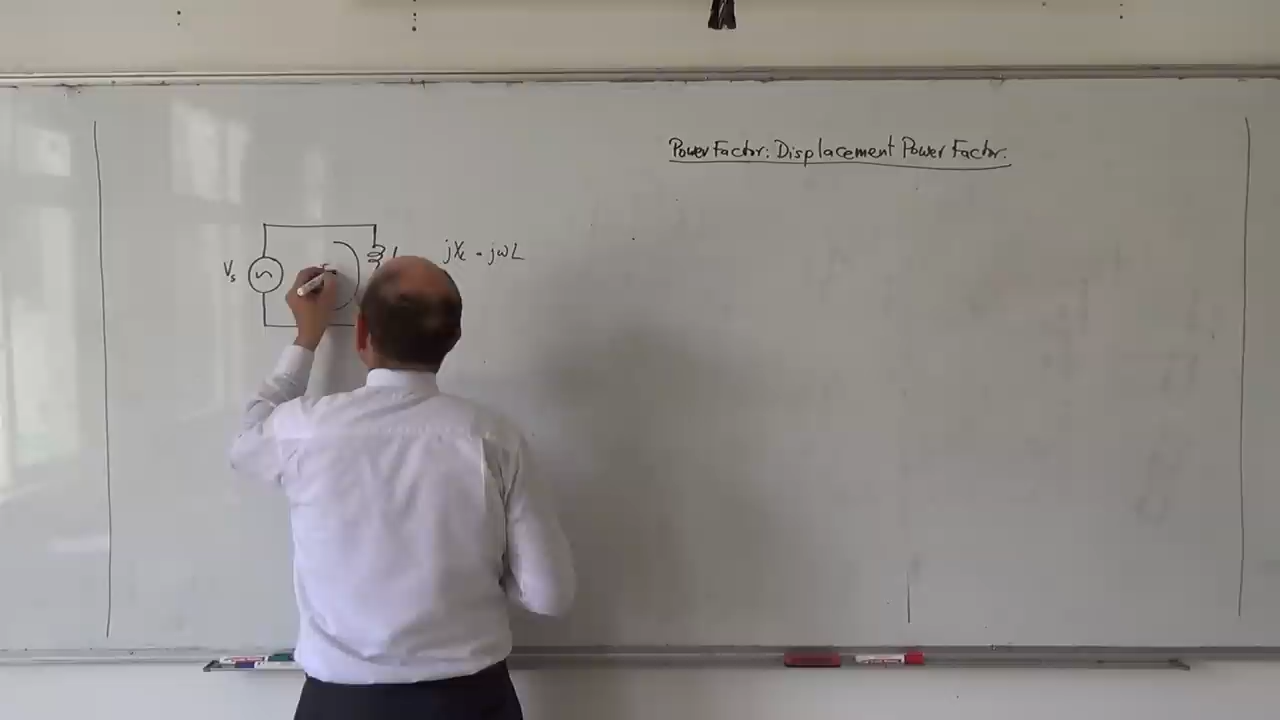 Power Factor: Displacement Power Factor.
Vs
L
jXL = jωL